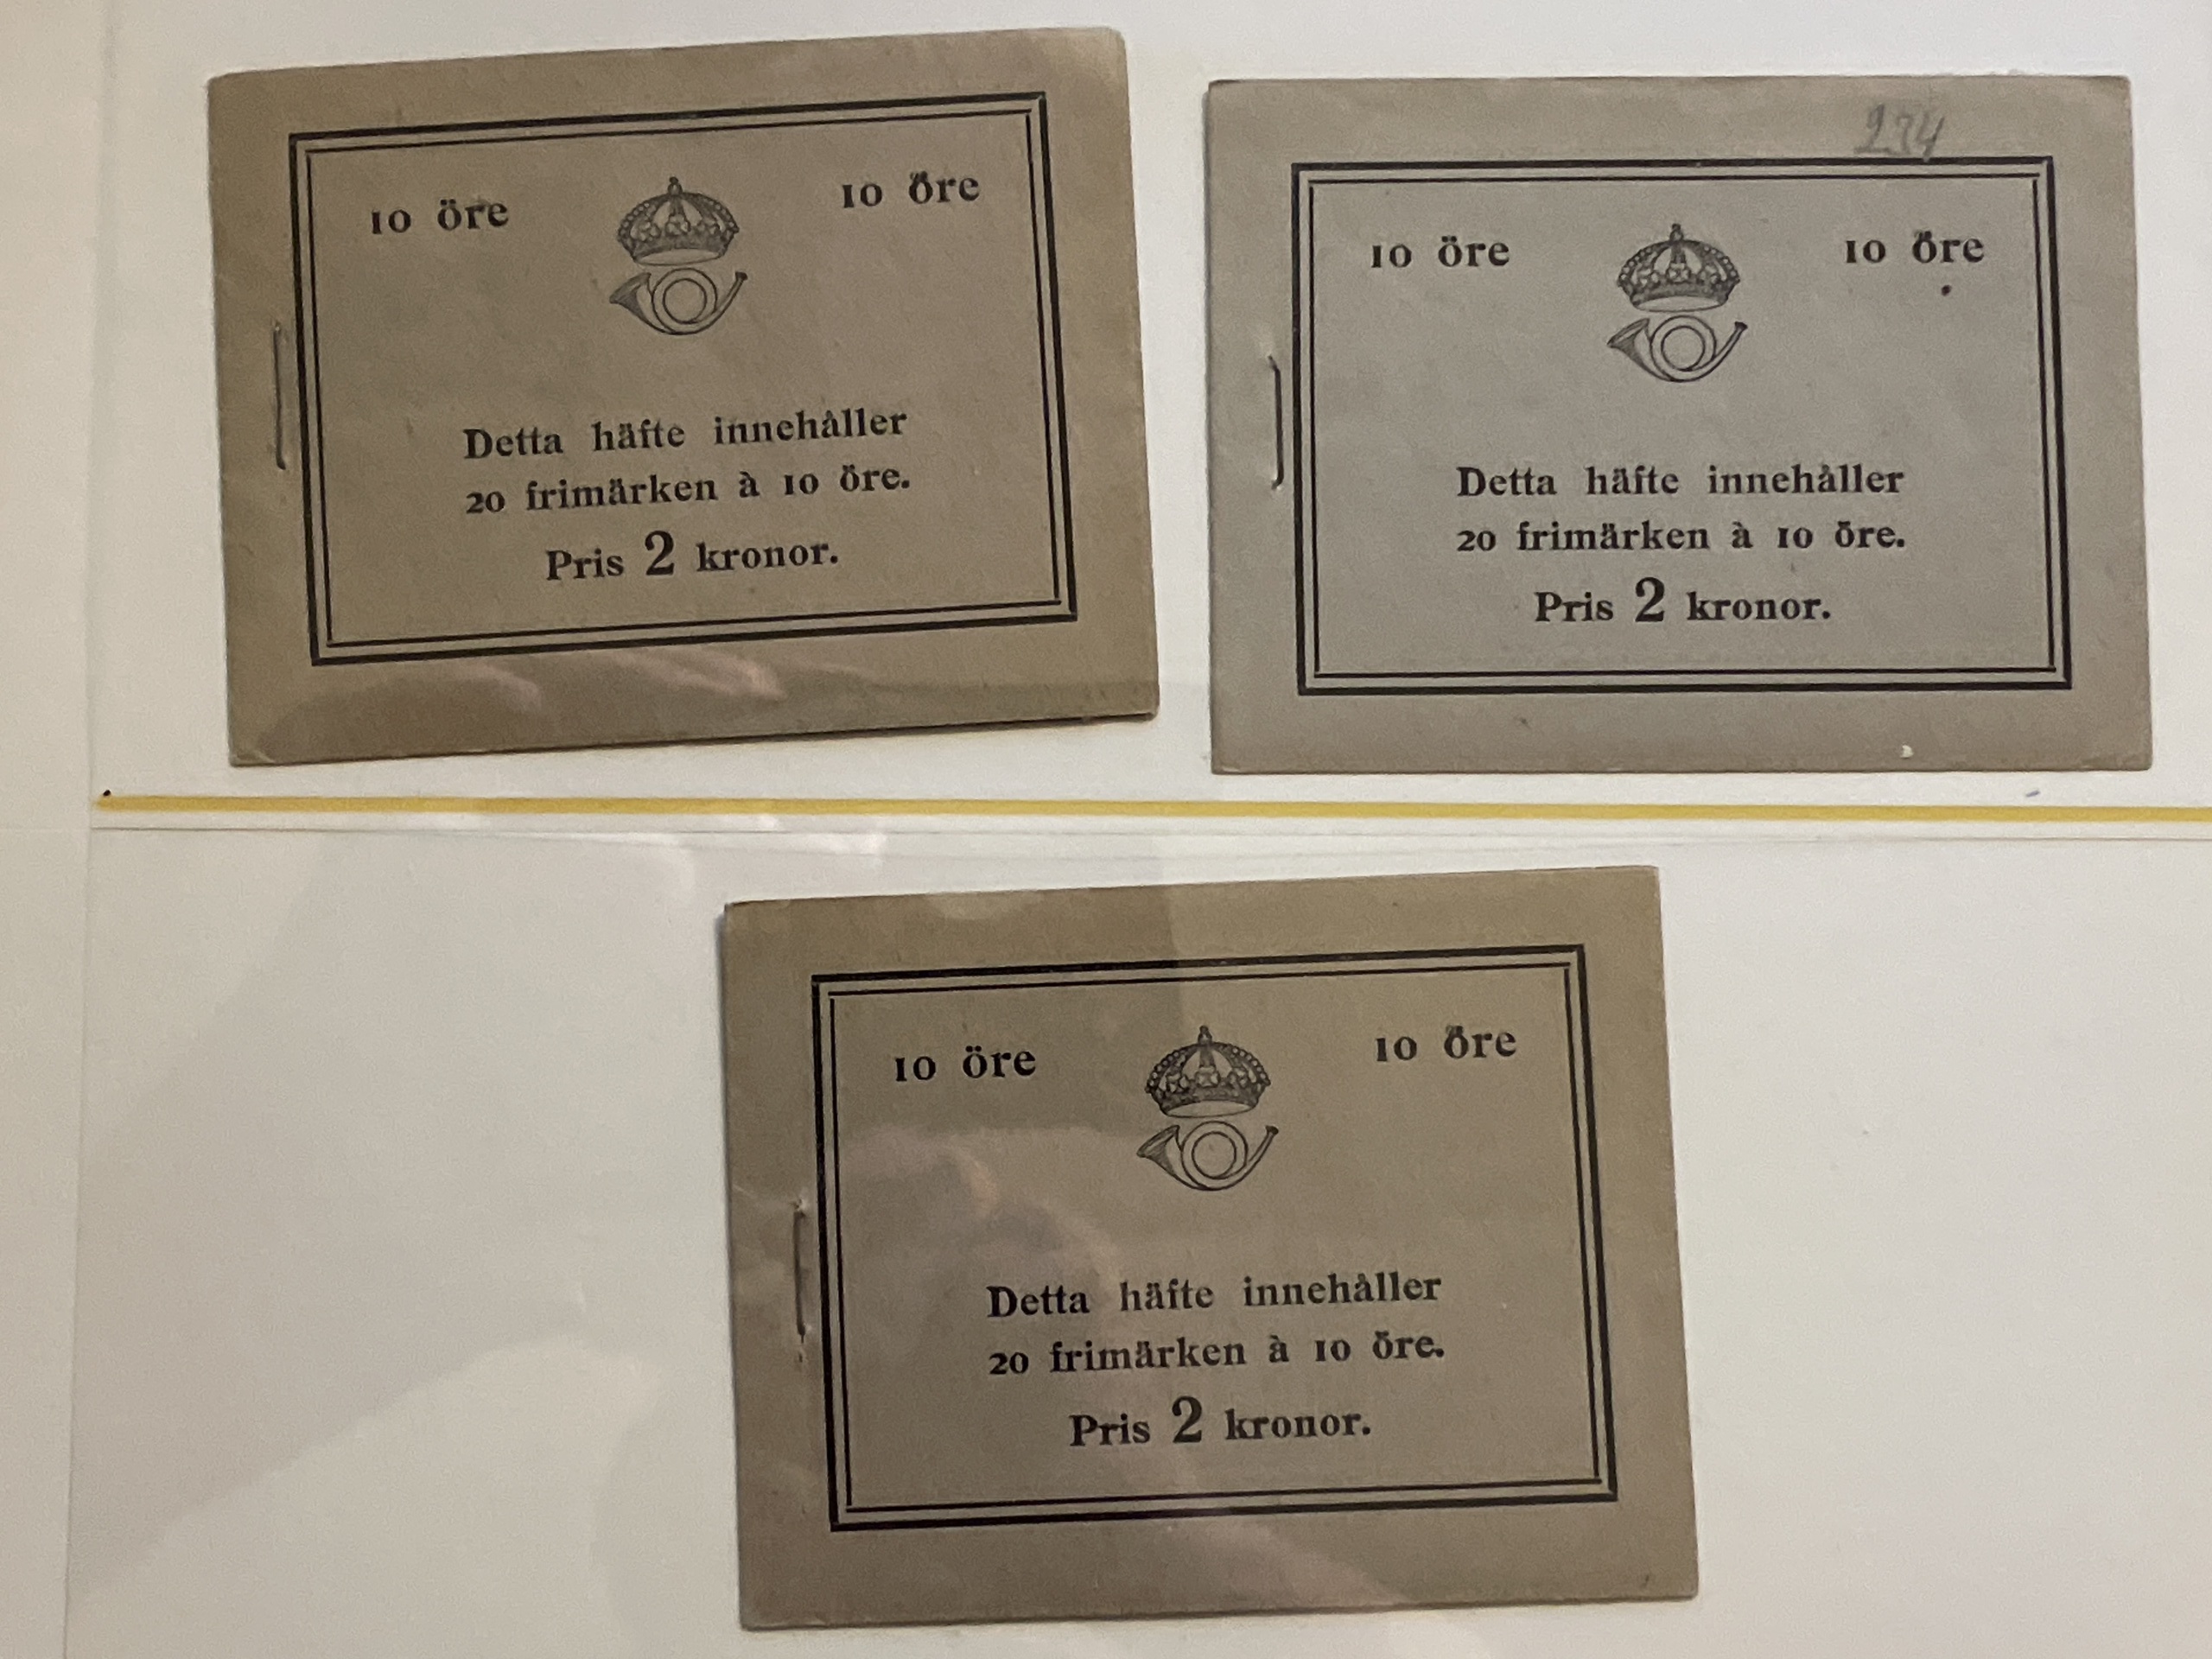 10 öre 10 öre
Detta häfte innehåller
20 frimärken à 10 öre.
Pris 2 kronor.
234
10 öre 10 öre
Detta häfte innehåller
20 frimärken à 10 öre.
Pris 2 kronor.
10 öre 10 öre
Detta häfte innehåller
20 frimärken à 10 öre.
Pris 2 kronor.